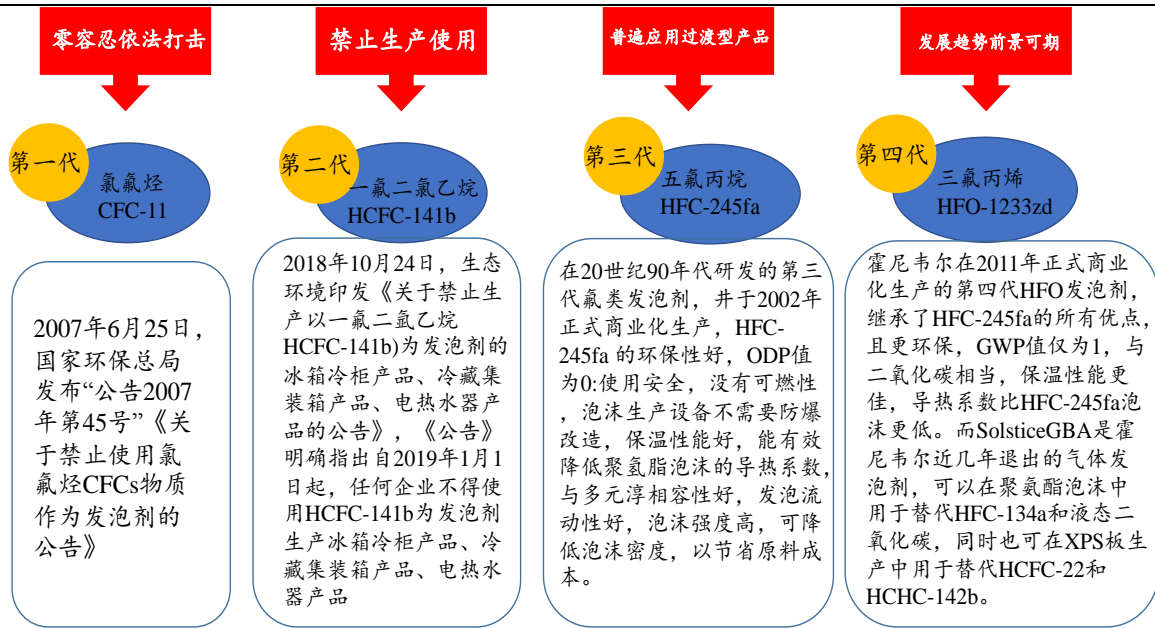 零容忍依法打击
禁止生产使用
普遍应用过渡型产品
发展趋势前景可期
第一代
氯氟烃
CFC-11
第二代
一氟二氯乙烷
HCFC-141b
第三代
五氟丙烷
HFC-245fa
第四代
三氟丙烯
HFO-1233zd
2007年6月25日，
国家环保总局
发布“公告2007
年第45号”《关
于禁止使用氯
氟烃CFCs物质
作为发泡剂的
公告》
2018年10月24日，生态
环境印发《关于禁止生
产以一氟二氩乙烷
HCFC-141b)为发泡剂的
冰箱冷柜产品、冷藏集
装箱产品、电热水器产
品的公告》，《公告》
明确指出自2019年1月1
日起，任何企业不得使
用HCFC-141b为发泡剂
生产冰箱冷柜产品、冷
藏集装箱产品、电热水
器产品
在20世纪90年代研发的第三
代氟类发泡剂，井于2002年
正式商业化生产，HFC-
245fa 的环保性好，ODP值
为0:使用安全，没有可燃性
，泡沫生产设备不需要防爆
改造，保温性能好，能有效
降低聚氢脂泡沫的导热系数，
与多元淳相容性好，发泡流
动性好，泡沫强度高，可降
低泡沫密度，以节省原料成
本。
霍尼韦尔在2011年正式商业
化生产的第四代HFO发泡剂，
继承了HFC-245fa的所有优点，
且更环保，GWP值仅为1，与
二氧化碳相当，保温性能更
佳，导热系数比HFC-245fa泡
沫更低。而SolsticeGBA是霍
尼韦尔近几年退出的气体发
泡剂，可以在聚氨酯泡沫中
用于替代HFC-134a和液态二
氧化碳，同时也可在XPS板生
产中用于替代HCFC-22和
HCHC-142b。